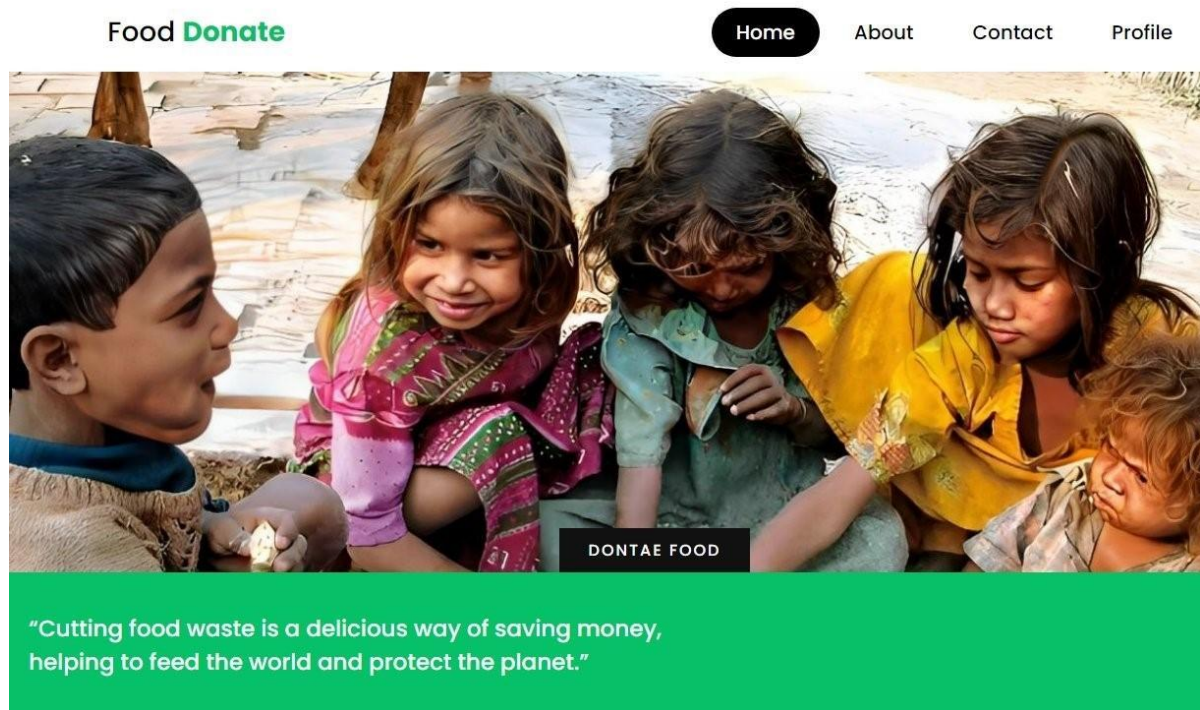 Food Donate
Home About Contact Profile
DONTAE FOOD
“Cutting food waste is a delicious way of saving money,
helping to feed the world and protect the planet.”